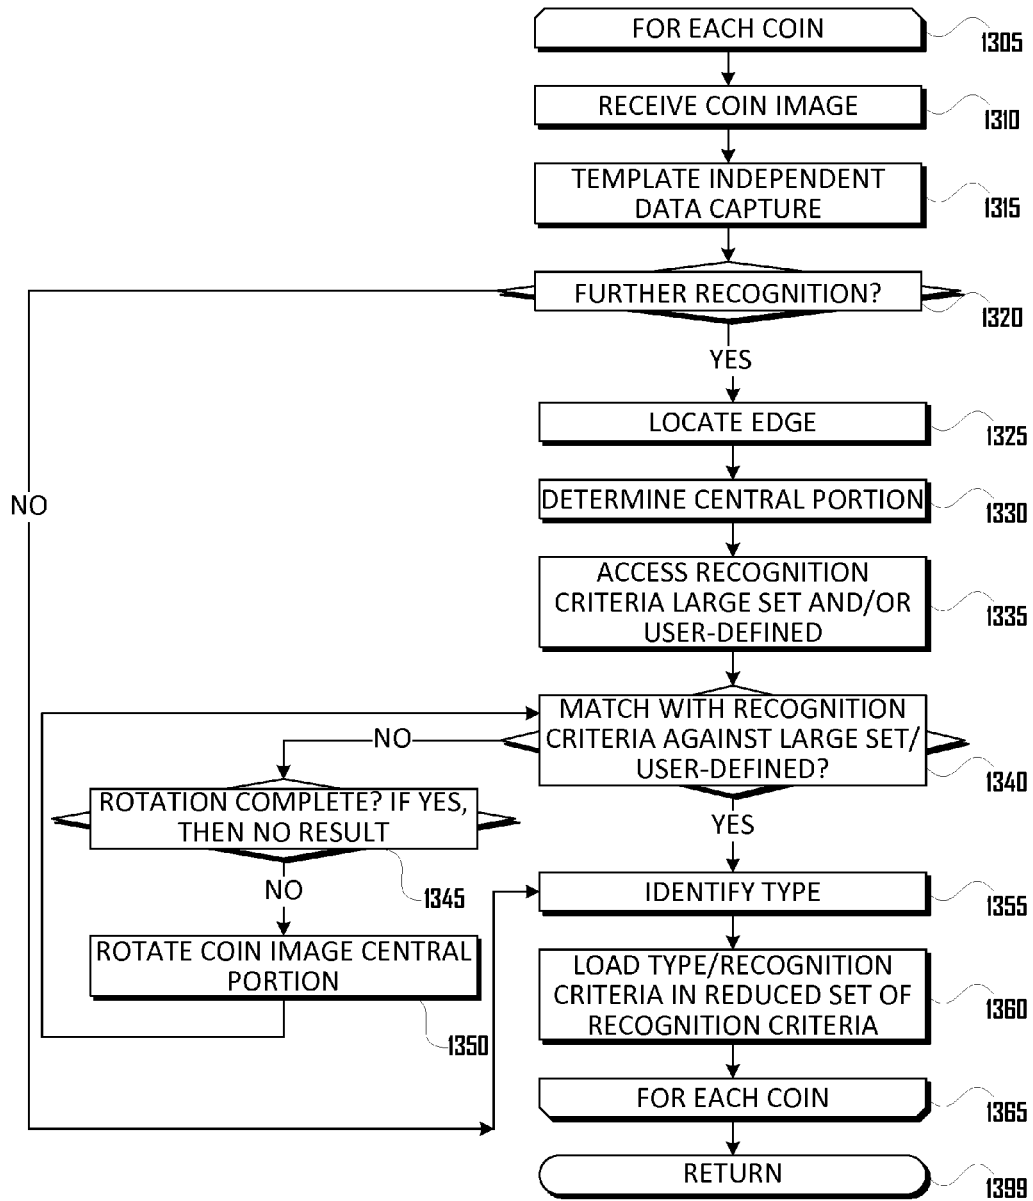 FOR EACH COIN
1305
RECEIVE COIN IMAGE
1310
TEMPLATE INDEPENDENT
DATA CAPTURE
1315
FURTHER RECOGNITION?
1320
YES
LOCATE EDGE
1325
NO
DETERMINE CENTRAL PORTION
1330
ACCESS RECOGNITION
CRITERIA LARGE SET AND/OR
USER-DEFINED
1335
MATCH WITH RECOGNITION
CRITERIA AGAINST LARGE SET/
USER-DEFINED?
1340
NO
ROTATION COMPLETE? IF YES,
THEN NO RESULT
1345
YES
NO
ROTATE COIN IMAGE CENTRAL
PORTION
1350
IDENTIFY TYPE
1355
LOAD TYPE/RECOGNITION
CRITERIA IN REDUCED SET OF
RECOGNITION CRITERIA
1360
FOR EACH COIN
1365
RETURN
1399